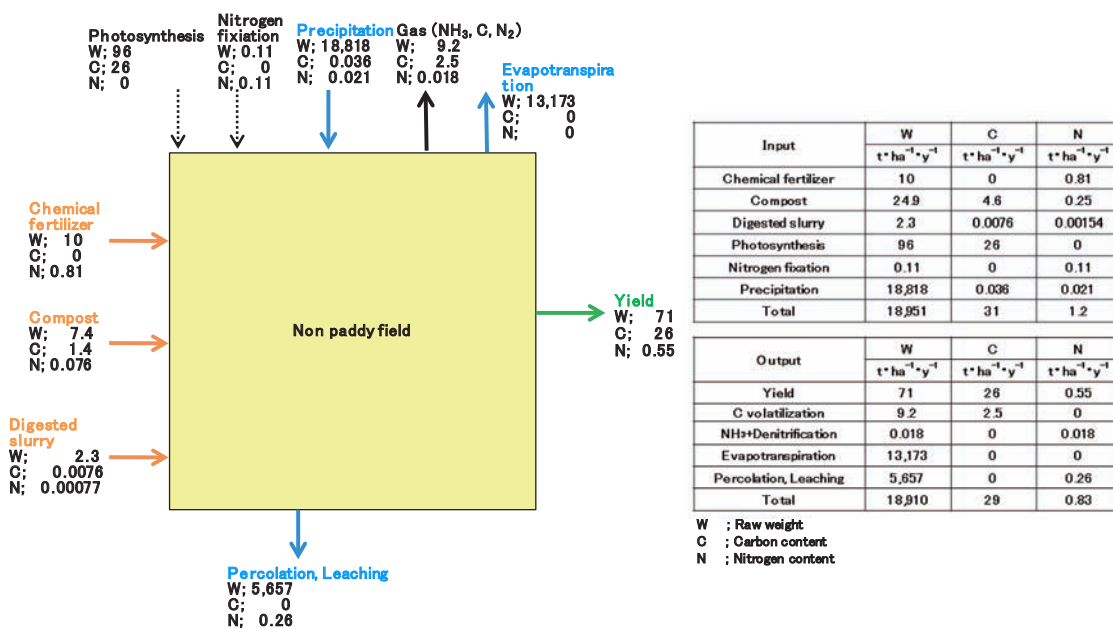 Photosynthesis
W; 96
C; 26
N; 0
Nitrogen
fixiation
W; 0.11
C; 0
N; 0.11
Precipitation
W; 18,818
C; 0.036
N; 0.021
Gas (NH₃, C, N₂)
W; 9.2
C; 2.5
N; 0.018
Evapotranspira
tion
W; 13,173
C; 0
N; 0
Chemical
fertilizer
W; 10
C; 0
N; 0.81
Compost
W; 7.4
C; 1.4
N; 0.076
Digested
slurry
W; 2.3
C; 0.0076
N; 0.00077
Non paddy field
Yield
W; 71
C; 26
N; 0.55
Percolation, Leaching
W; 5,657
C; 0
N; 0.26
Input W C N
t・ha⁻¹・y⁻¹ t・ha⁻¹・y⁻¹ t・ha⁻¹・y⁻¹
Chemical fertilizer 10 0 0.81
Compost 24.9 4.6 0.25
Digested slurry 2.3 0.0076 0.00154
Photosynthesis 96 26 0
Nitrogen fixation 0.11 0 0.11
Precipitation 18,818 0.036 0.021
Total 18,951 31 1.2
Output W C N
t・ha⁻¹・y⁻¹ t・ha⁻¹・y⁻¹ t・ha⁻¹・y⁻¹
Yield 71 26 0.55
C volatilization 9.2 2.5 0
NH₃+Denitrification 0.018 0 0.018
Evapotranspiration 13,173 0 0
Percolation, Leaching 5,657 0 0.26
Total 18,910 29 0.83
W ; Raw weight
C ; Carbon content
N ; Nitrogen content